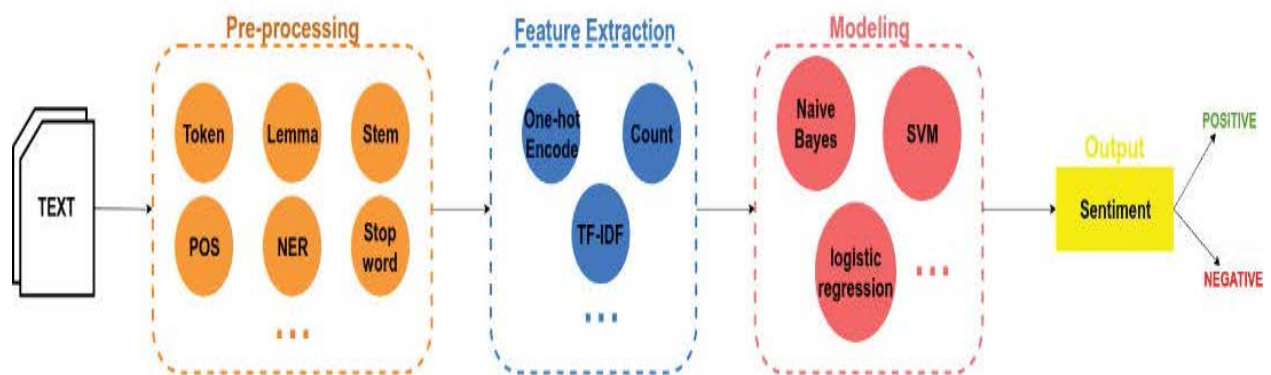 Pre-processing
Feature Extraction
Modeling
Token
Lemma
Stem
One-hot
Encode
Count
Naive
Bayes
SVM
POSITIVE
Output
TEXT
Sentiment
POS
NER
Stop
word
TF-IDF
logistic
regression
NEGATIVE